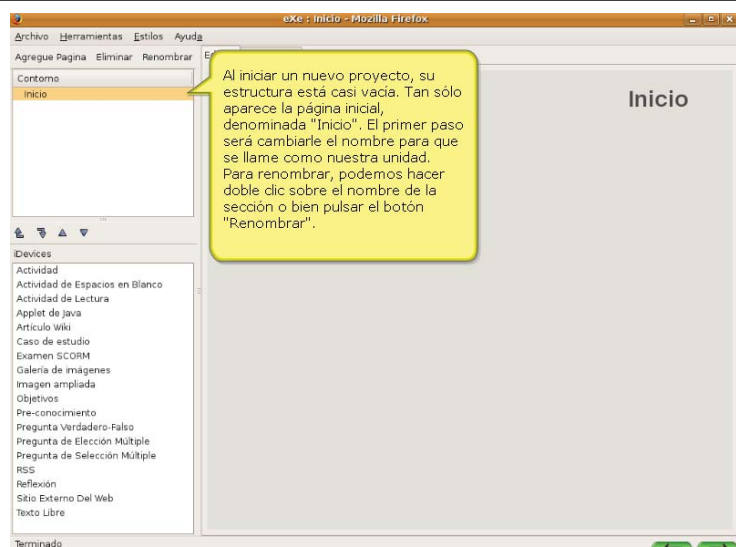 eXe : Inicio - Mozilla Firefox
Archivo Herramientas Estilos Ayuda
Agregue Pagina Eliminar Renombrar
Contorno
Inicio
Al iniciar un nuevo proyecto, su
estructura está casi vacía. Tan sólo
aparece la página inicial,
denominada "Inicio". El primer paso
será cambiarle el nombre para que
se llame como nuestra unidad.
Para renombrar, podemos hacer
doble clic sobre el nombre de la
sección o bien pulsar el botón
"Renombrar".
Inicio
iDevices
Actividad
Actividad de Espacios en Blanco
Actividad de Lectura
Applet de Java
Artículo Wiki
Caso de estudio
Examen SCORM
Galería de imágenes
Imagen ampliada
Objetivos
Pre-conocimiento
Pregunta Verdadero-Falso
Pregunta de Elección Múltiple
Pregunta de Selección Múltiple
RSS
Reflexión
Sitio Externo Del Web
Texto Libre
Terminado